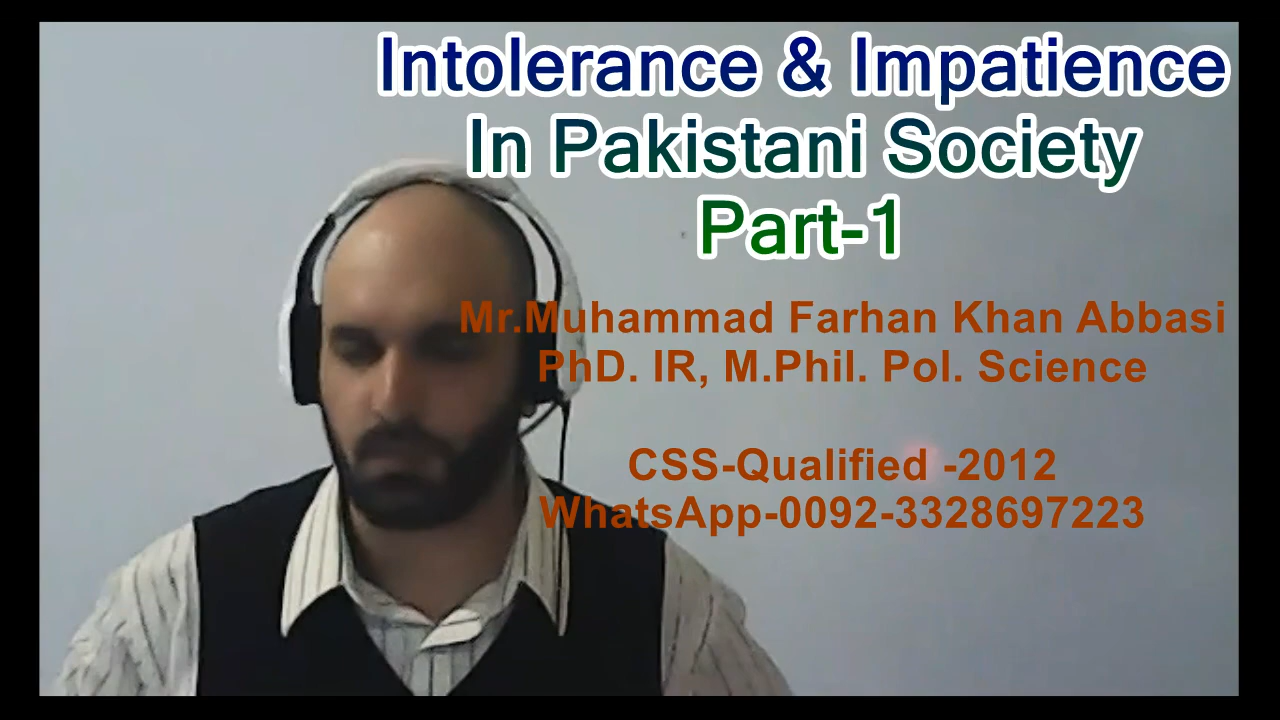 Intolerance & Impatience
In Pakistani Society
Part-1
Mr.Muhammad Farhan Khan Abbasi
PhD. IR, M.Phil. Pol. Science
CSS-Qualified -2012
WhatsApp-0092-3328697223